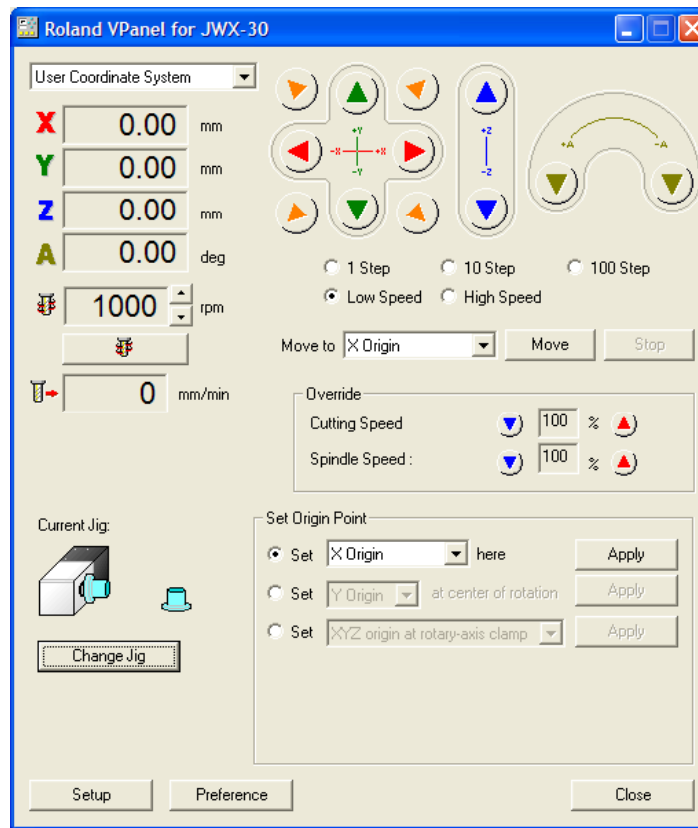 Roland VPanel for JWX-30
User Coordinate System
X 0.00 mm
Y 0.00 mm
Z 0.00 mm
A 0.00 deg
1000 rpm
0 mm/min
+Y
-X +X
-Y
+Z
-Z
+A -A
1 Step 10 Step 100 Step
Low Speed High Speed
Move to X Origin Move Stop
Override
Cutting Speed 100 %
Spindle Speed : 100 %
Current Jig:
Change Jig
Set Origin Point
Set X Origin here Apply
Set Y Origin at center of rotation Apply
Set XYZ origin at rotary-axis clamp Apply
Setup Preference Close